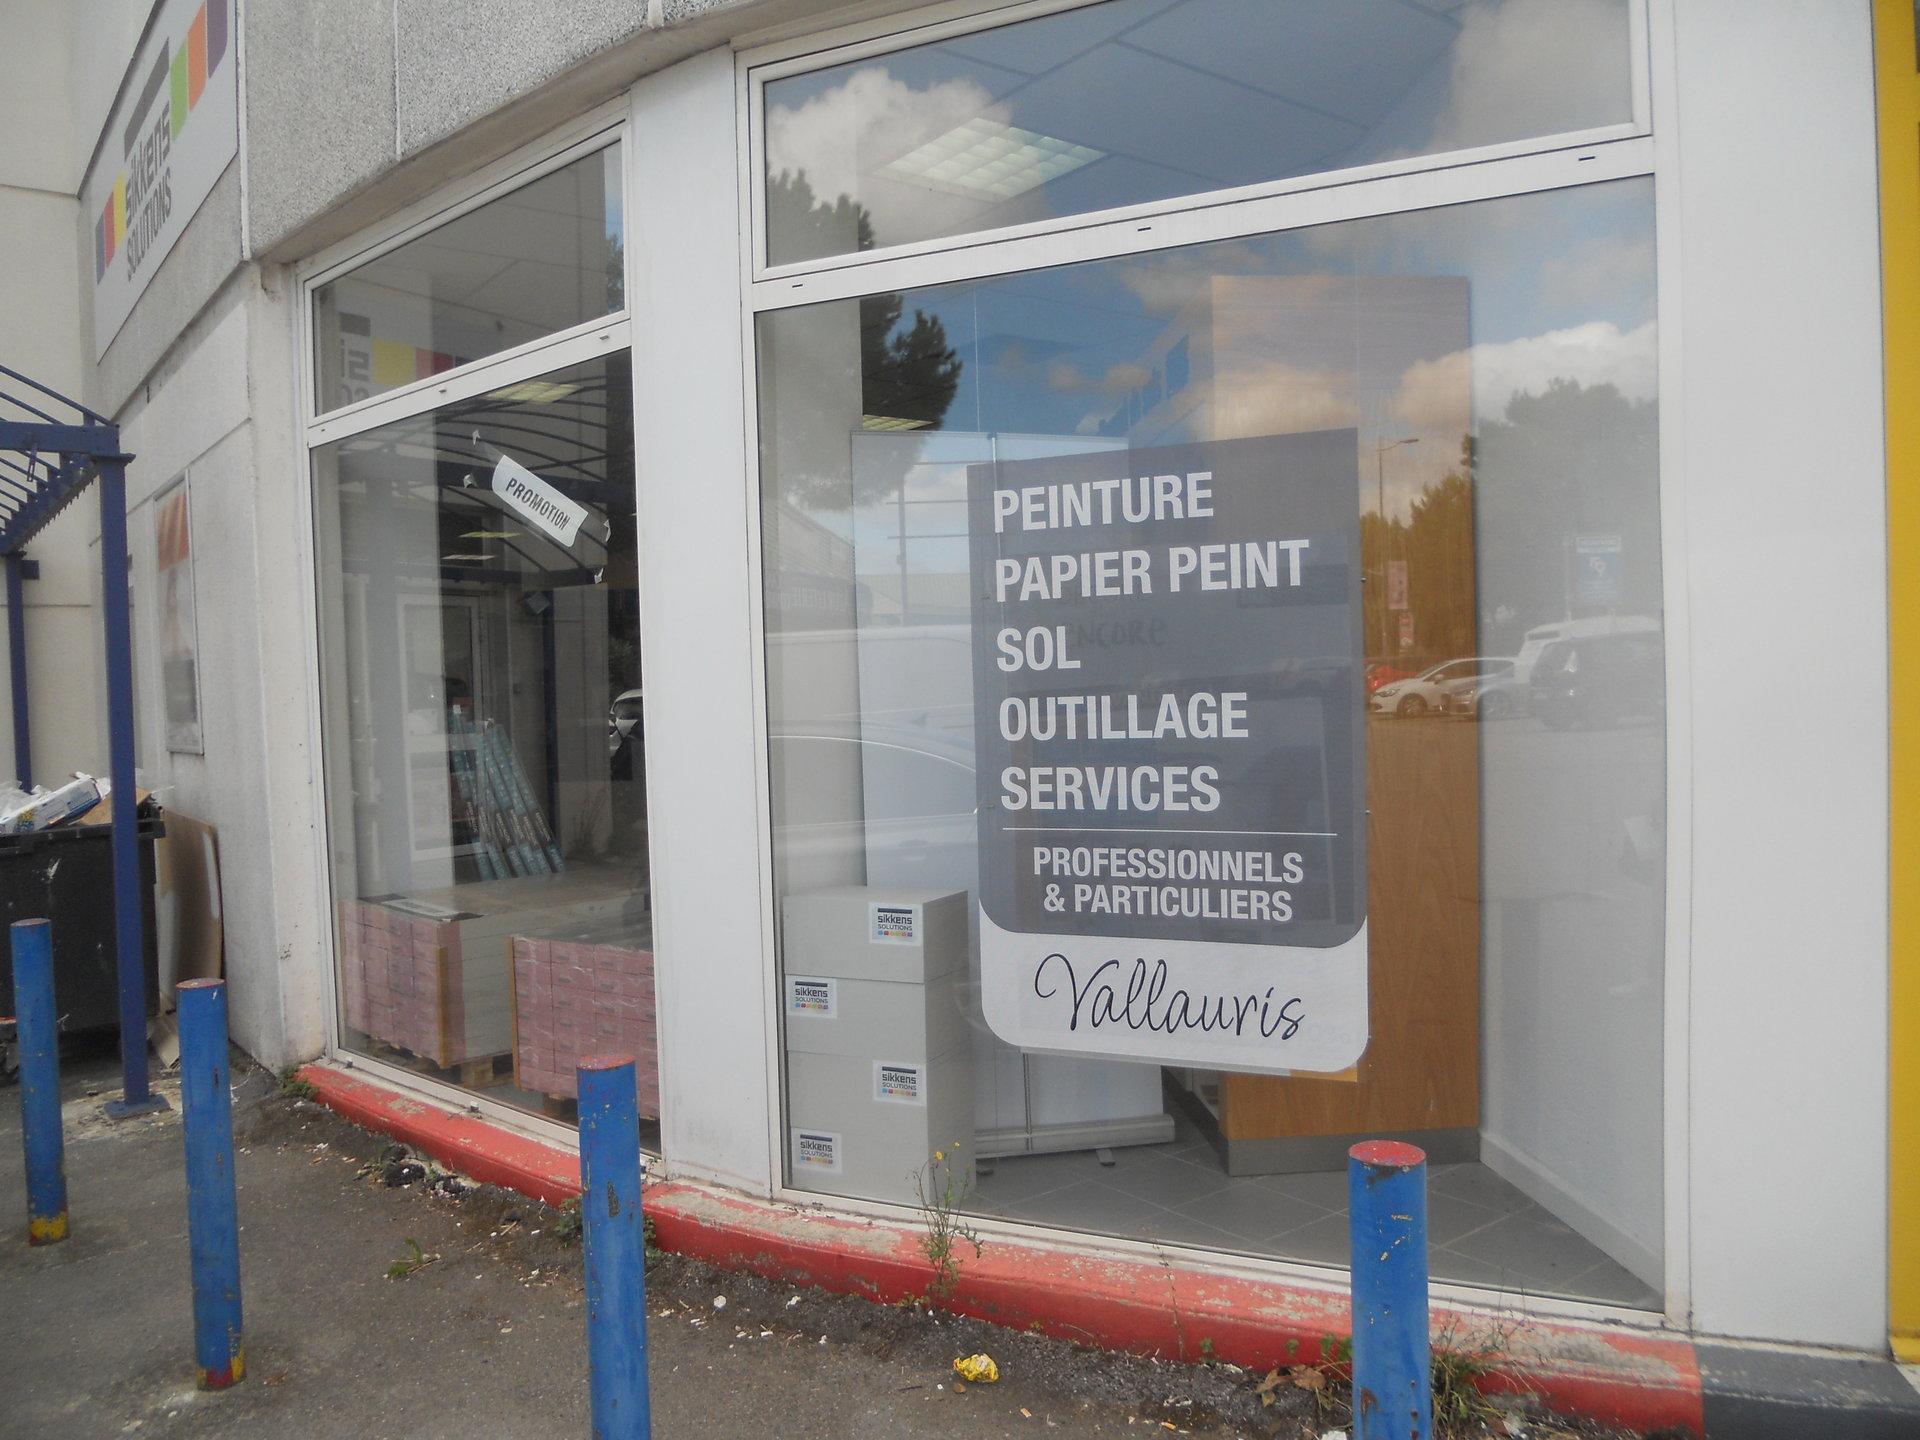 sikkens
SOLUTIONS
PROMOTION
PEINTURE
PAPIER PEINT
SOL
OUTILLAGE
SERVICES
PROFESSIONNELS
& PARTICULIERS
Vallauris
sikkens
SOLUTIONS
sikkens
SOLUTIONS
sikkens
SOLUTIONS
sikkens
SOLUTIONS